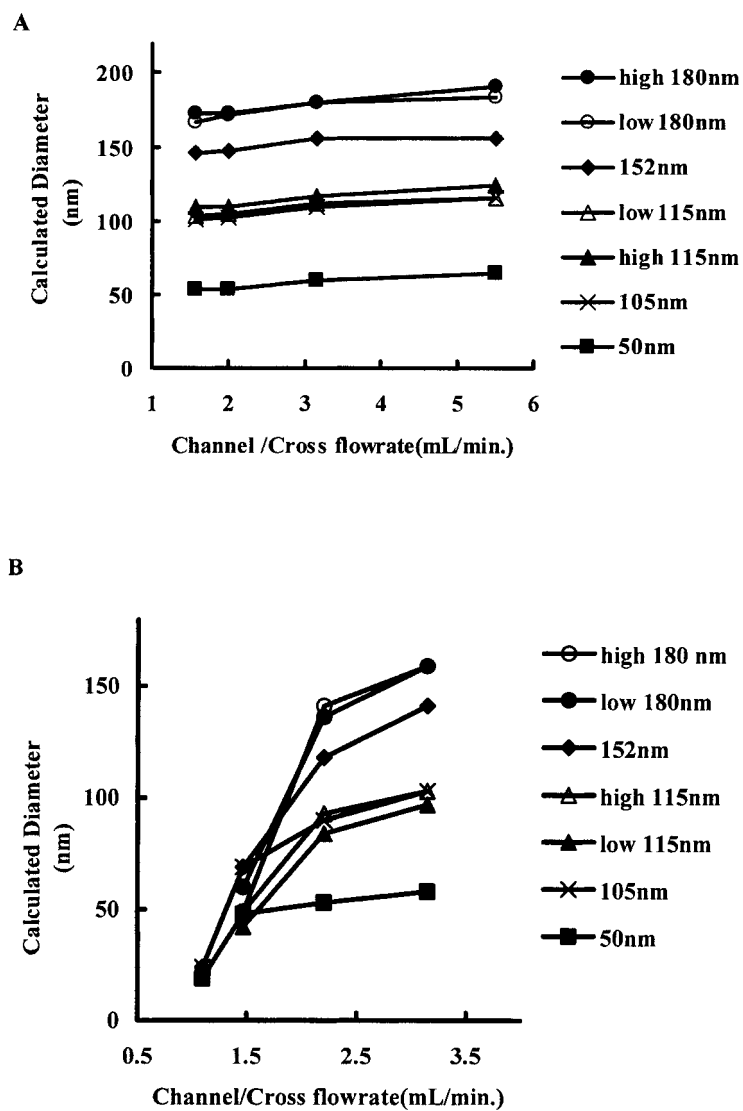 A
Calculated Diameter
(nm)
200
150
100
50
0
1
2
3
4
5
6
Channel /Cross flowrate(mL/min.)
high 180nm
low 180nm
152nm
low 115nm
high 115nm
105nm
50nm
B
Calculated Diameter
(nm)
150
100
50
0
0.5
1.5
2.5
3.5
Channel/Cross flowrate(mL/min.)
high 180 nm
low 180nm
152nm
high 115nm
low 115nm
105nm
50nm